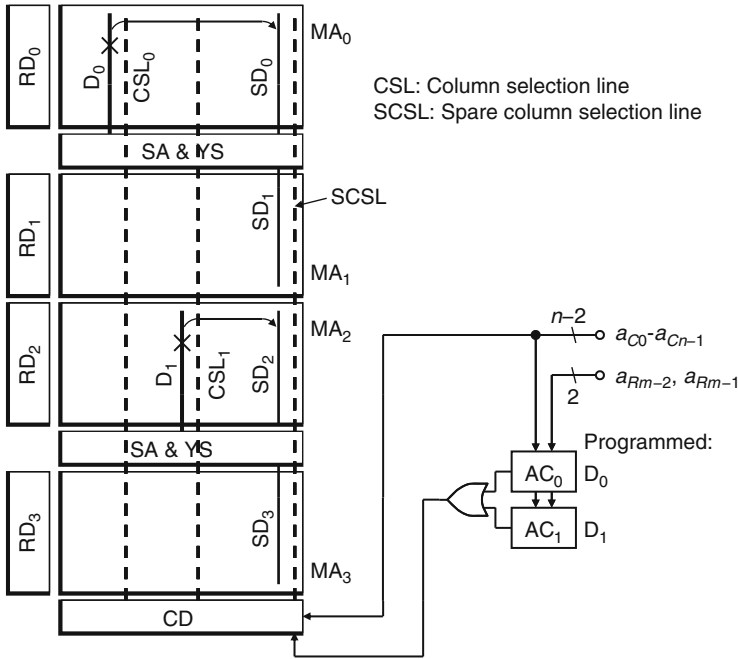 RD0
D0
CSL0
SD0
MA0
CSL: Column selection line
SCSL: Spare column selection line
SA & YS
RD1
SD1
SCSL
MA1
RD2
D1
CSL1
SD2
MA2
n–2
aC0-aCn–1
2
aRm–2, aRm–1
SA & YS
Programmed:
AC0 D0
AC1 D1
RD3
SD3
MA3
CD